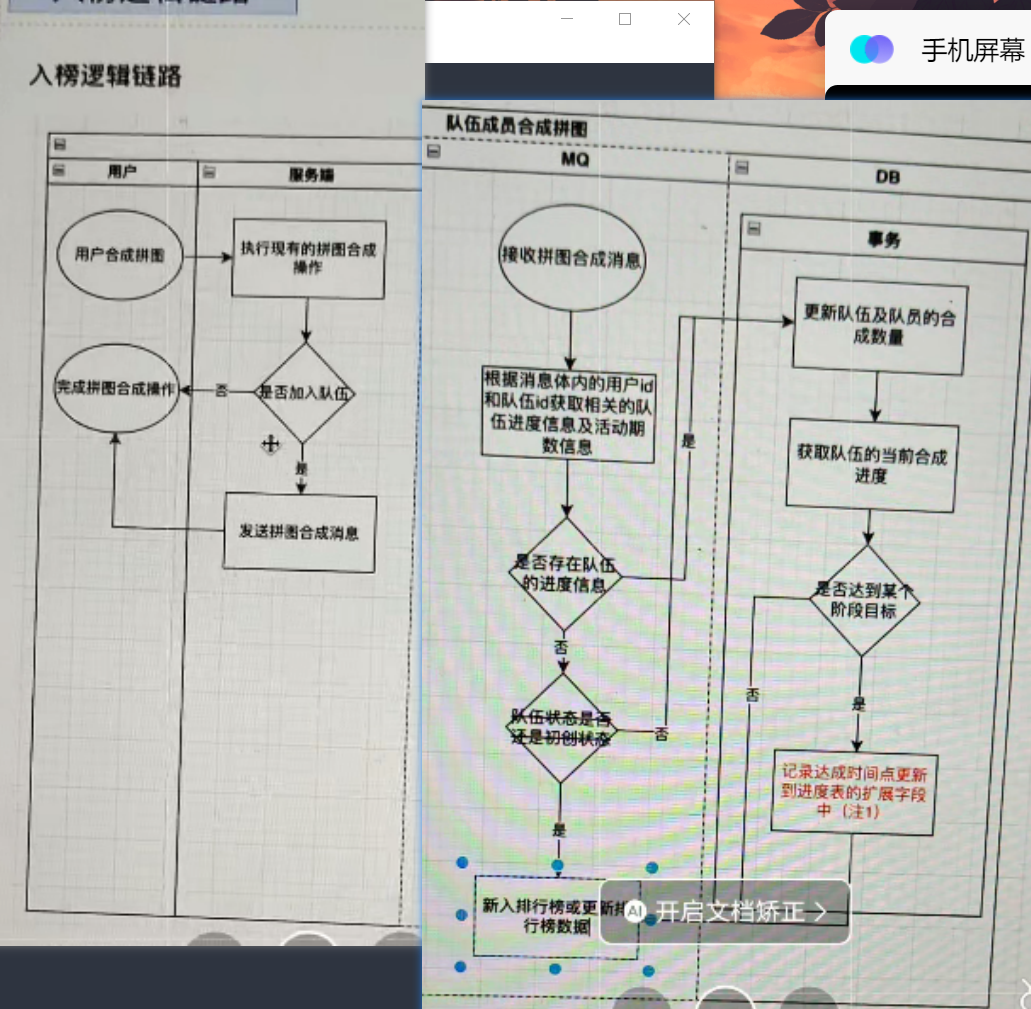 手机屏幕
入榜逻辑链路
用户
服务端
用户合成拼图
执行现有的拼图合成
操作
完成拼图合成操作
否
是否加入队伍
是
发送拼图合成消息
队伍成员合成拼图
MQ
DB
接收拼图合成消息
根据消息体内的用户id
和队伍id获取相关的队
伍进度信息及活动期
数信息
是
是否存在队伍
的进度信息
否
队伍状态是否
还是初创状态
否
是
新入排行榜或更新排
行榜数据
事务
更新队伍及队员的合
成数量
获取队伍的当前合成
进度
是否达到某个
阶段目标
否
是
记录达成时间点更新
到进度表的扩展字段
中（注1）
AI 开启文档矫正